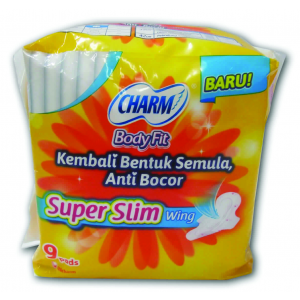 BARU!
CHARM
Body Fit
Kembali Bentuk Semula,
Anti Bocor
Super Slim Wing
9 pads